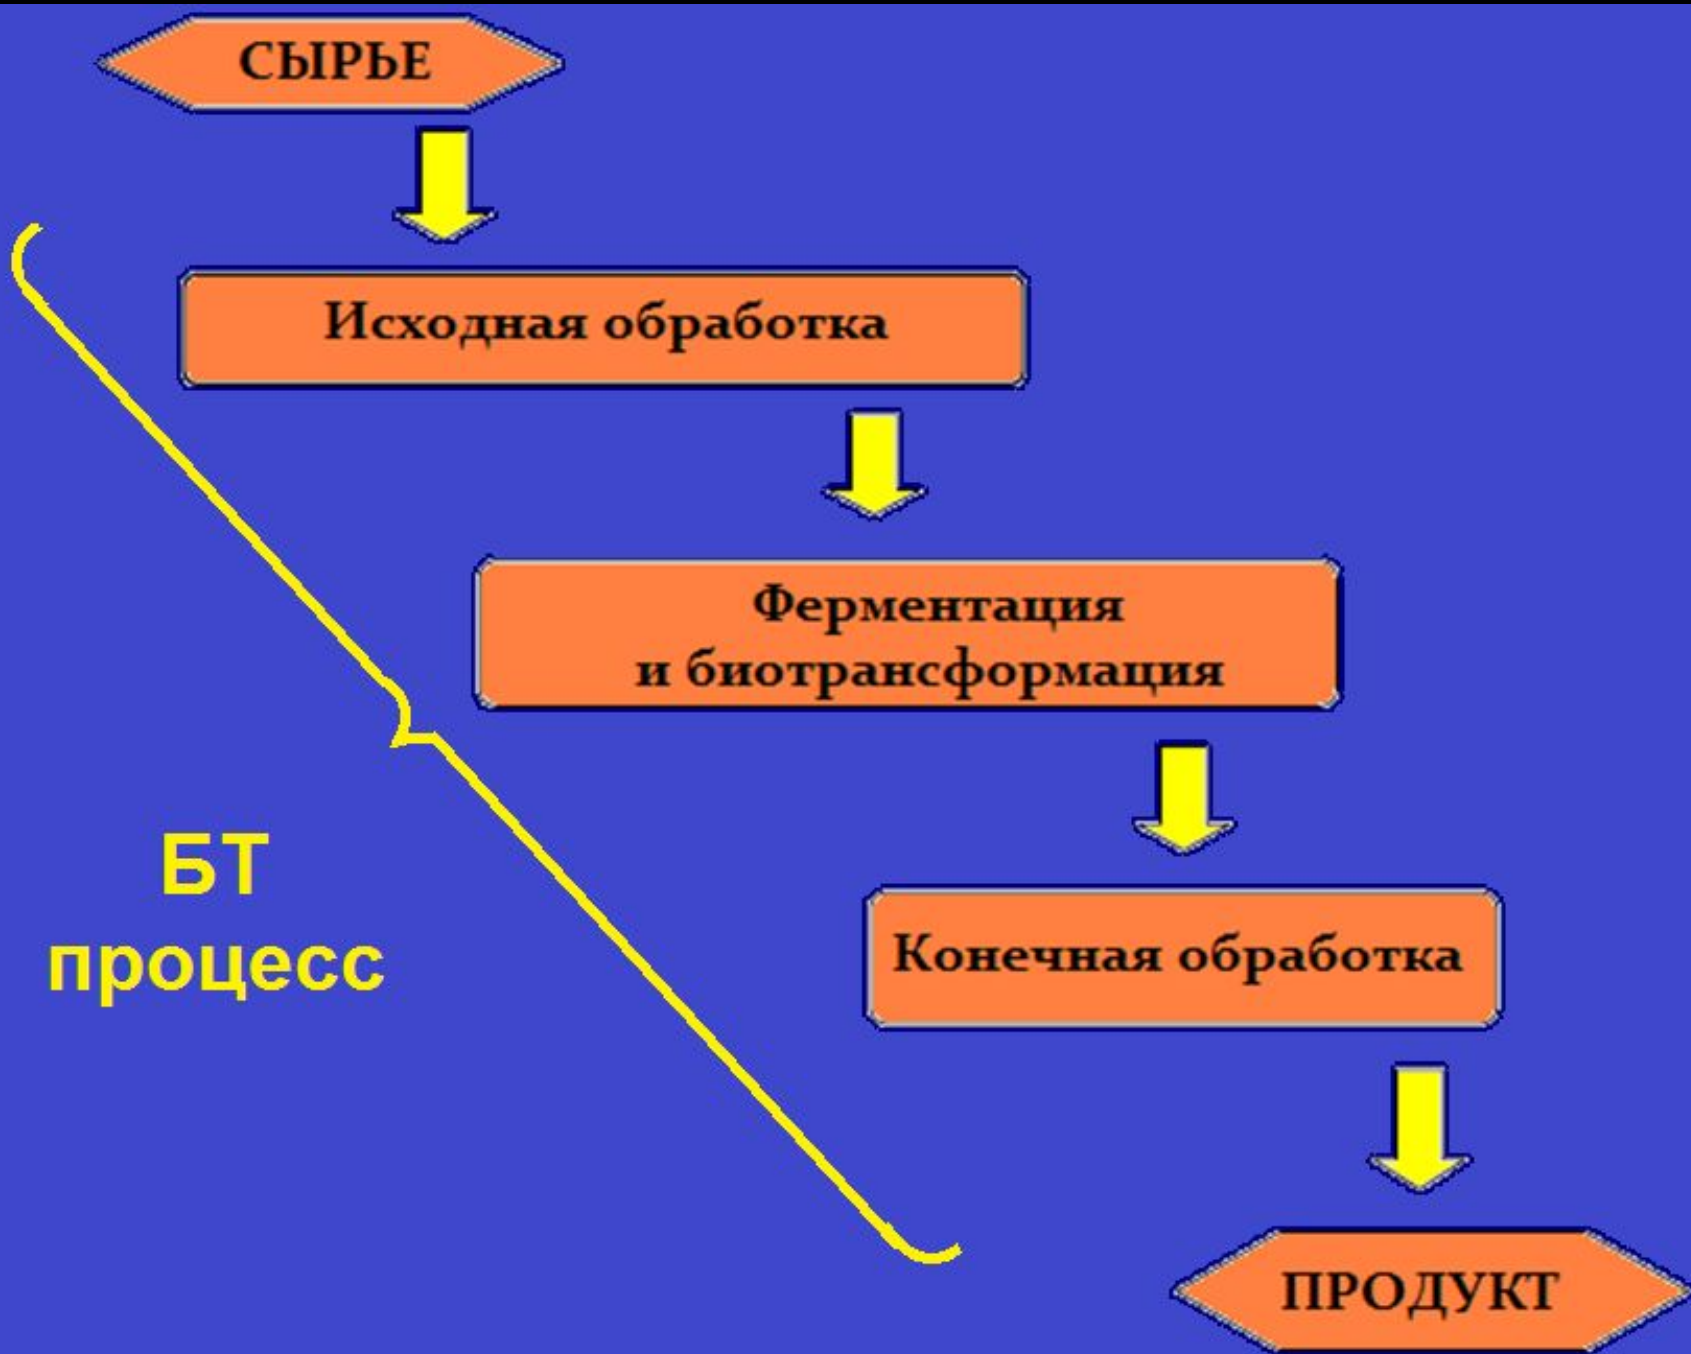 СЫРЬЕ
Исходная обработка
Ферментация
и биотрансформация
БТ
процесс
Конечная обработка
ПРОДУКТ